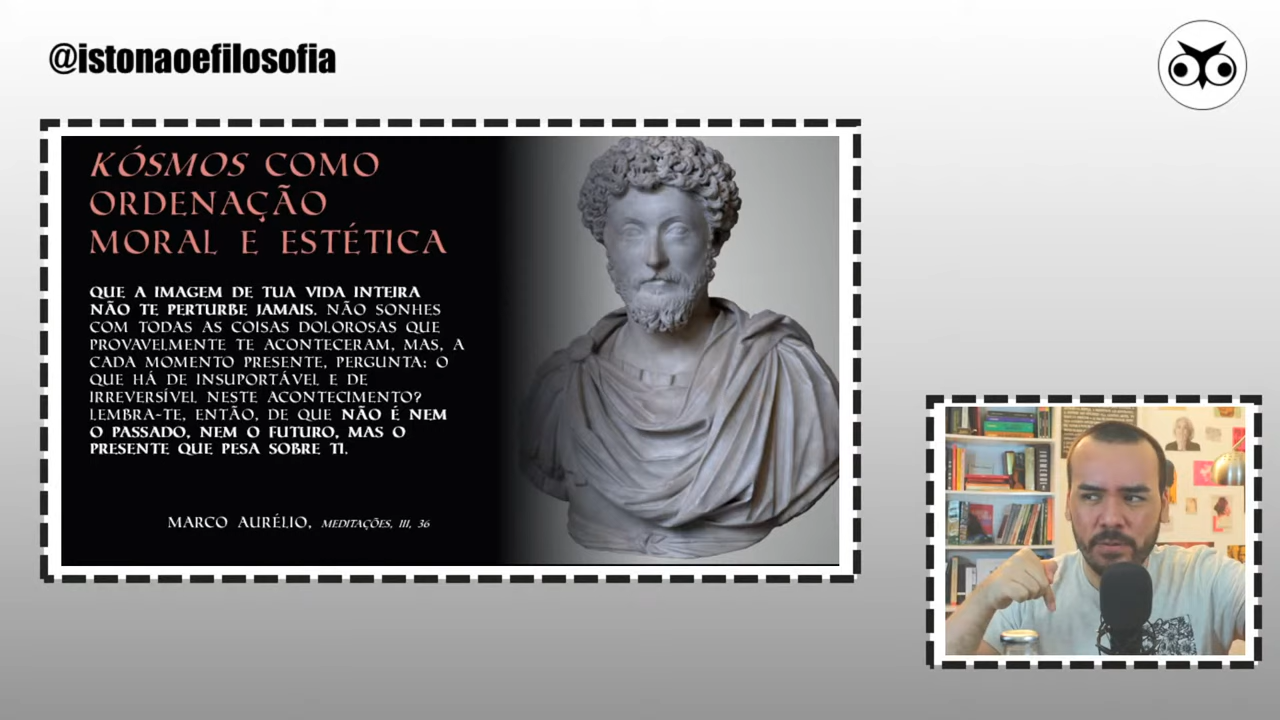 @istonaoefilosofia
KÓSMOS COMO
ORDENAÇÃO
MORAL E ESTÉTICA
QUE A IMAGEM DE TUA VIDA INTEIRA
NÃO TE PERTURBE JAMAIS. NÃO SONHES
COM TODAS AS COISAS DOLOROSAS QUE
PROVAVELMENTE TE ACONTECERAM, MAS, A
CADA MOMENTO PRESENTE, PERGUNTA: O
QUE HÁ DE INSUPORTÁVEL E DE
IRREVERSÍVEL NESTE ACONTECIMENTO?
LEMBRA-TE, ENTÃO, DE QUE NÃO É NEM
O PASSADO, NEM O FUTURO, MAS O
PRESENTE QUE PESA SOBRE TI.
MARCO AURÉLIO, MEDITAÇÕES, III, 36